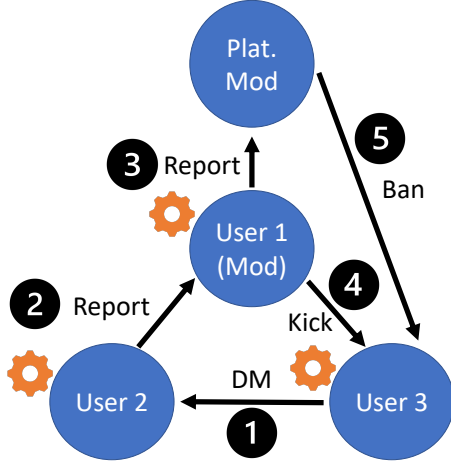 Plat.
Mod
5
3 Report
Ban
User 1
(Mod)
2 Report
4
Kick
DM
User 2
User 3
1